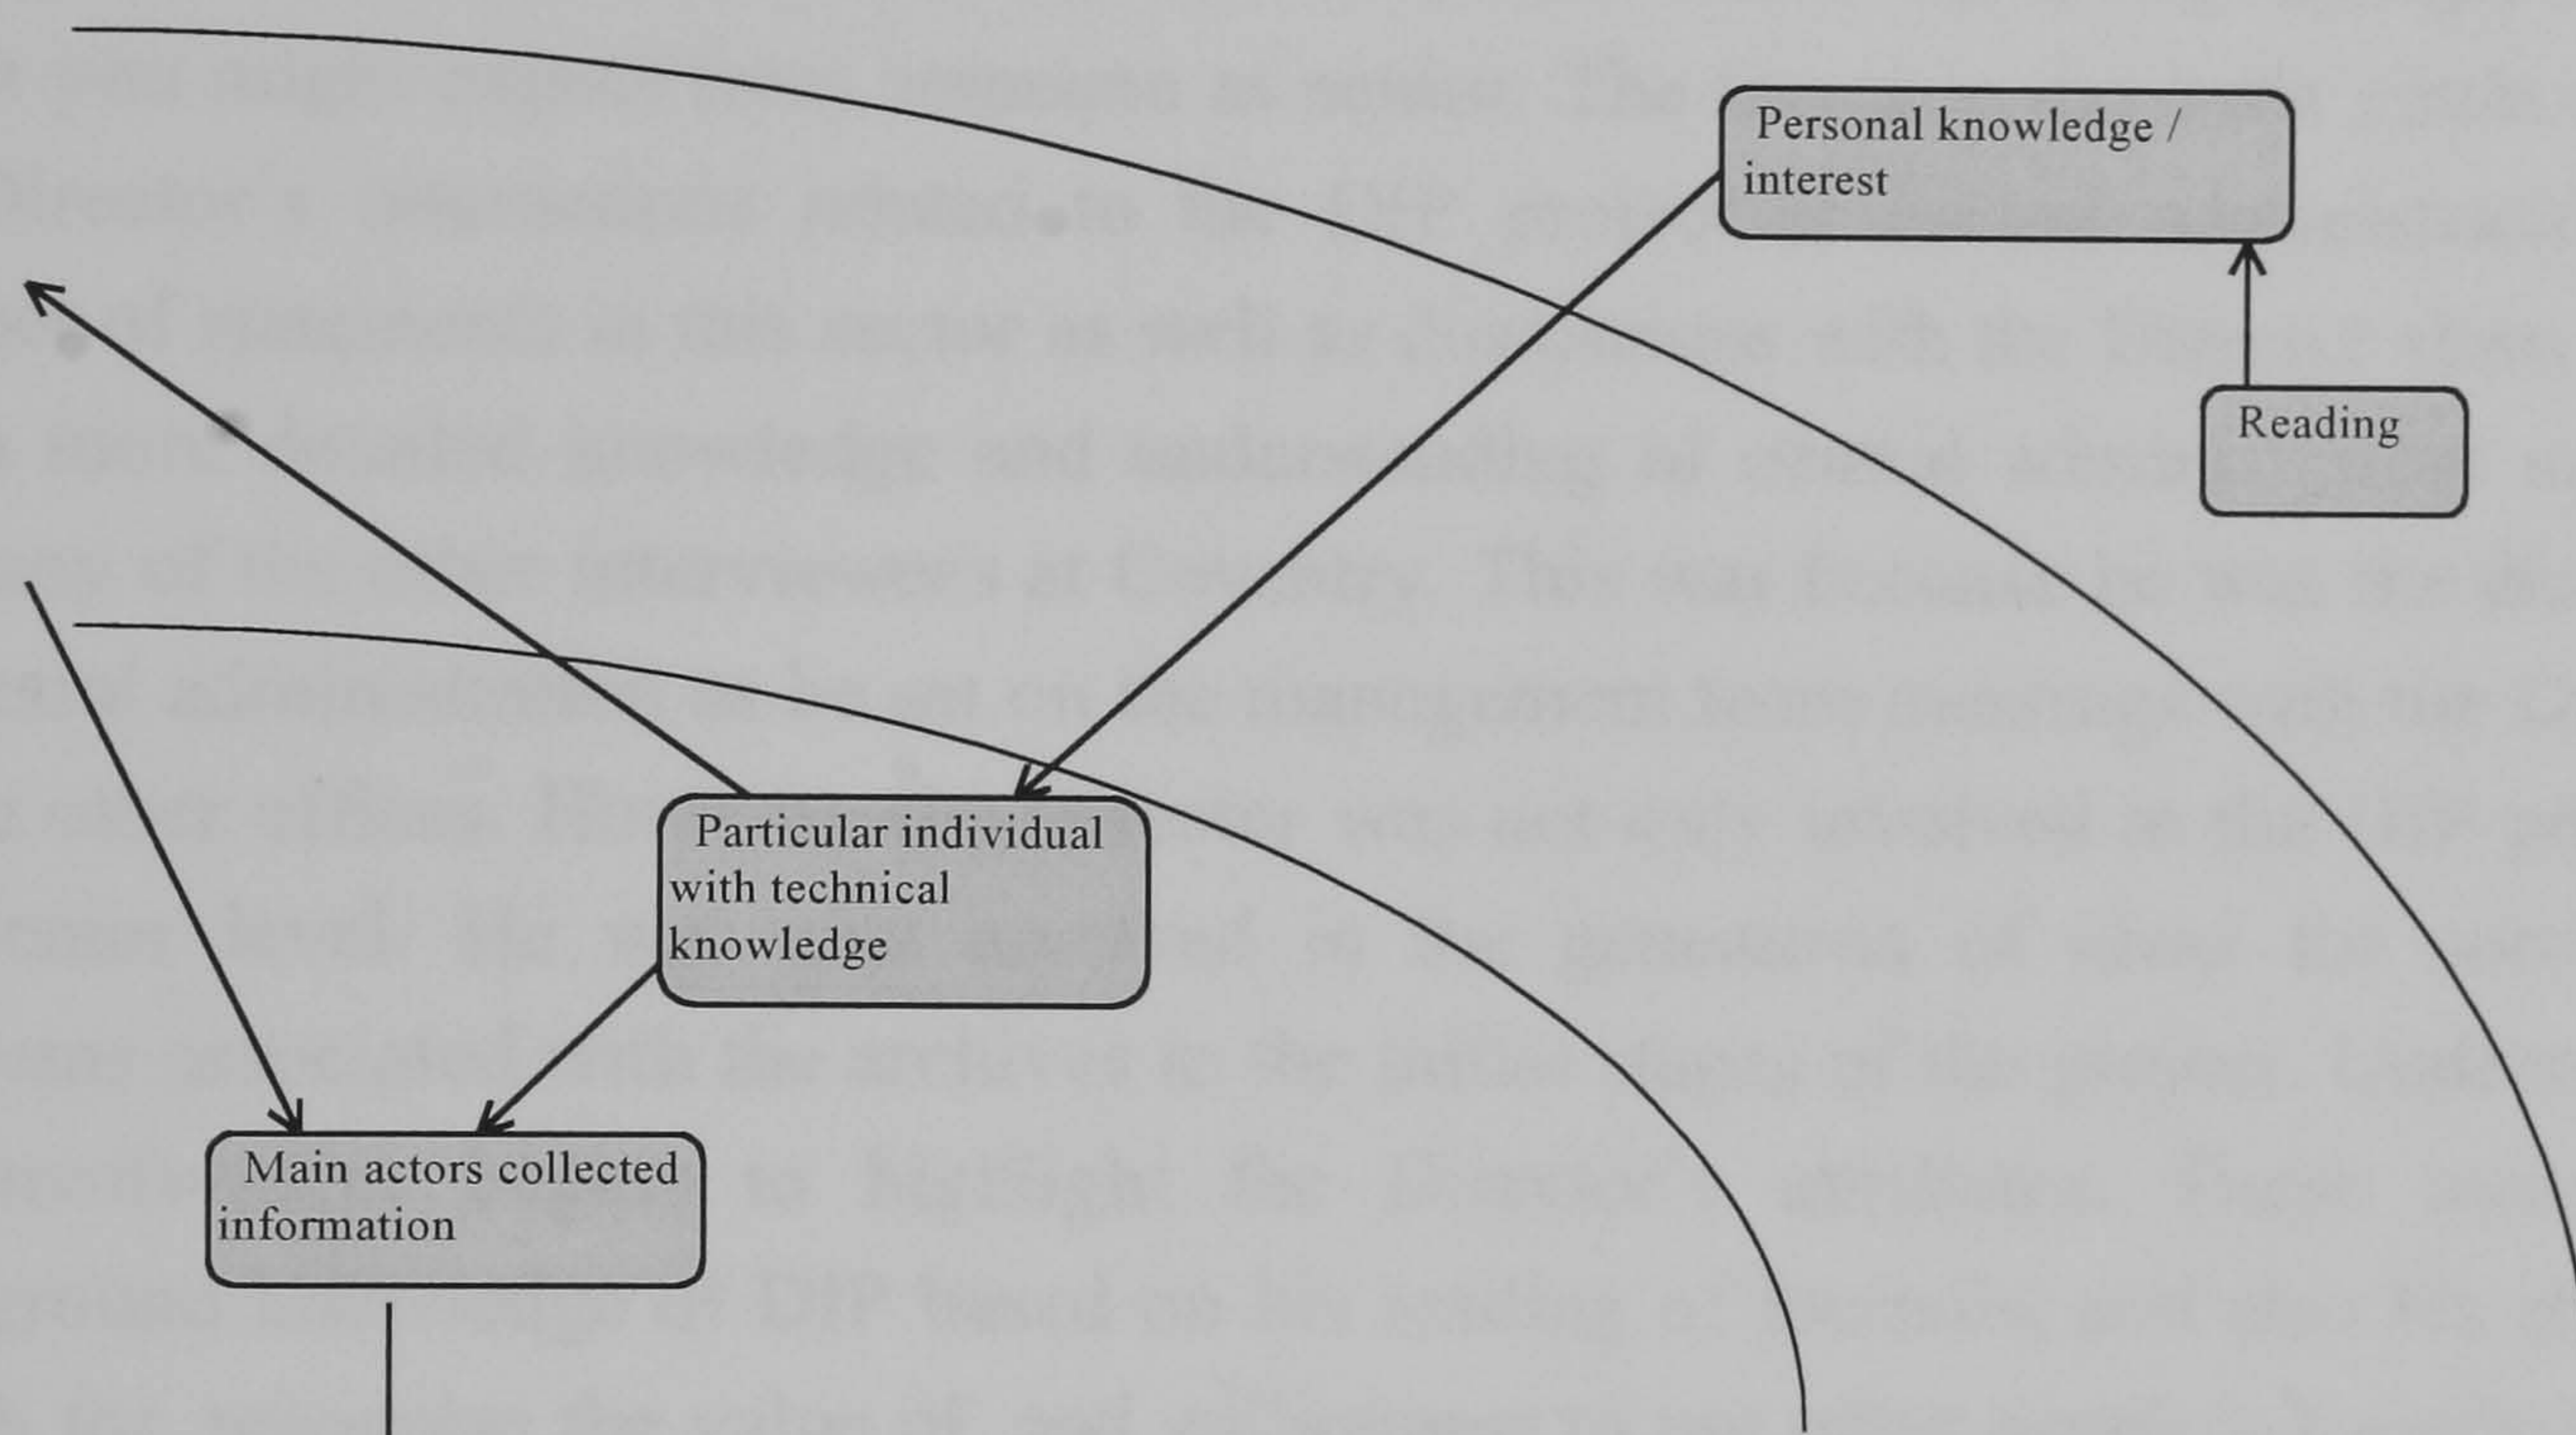 Personal knowledge /
interest
Reading
Particular individual
with technical
knowledge
Main actors collected
information